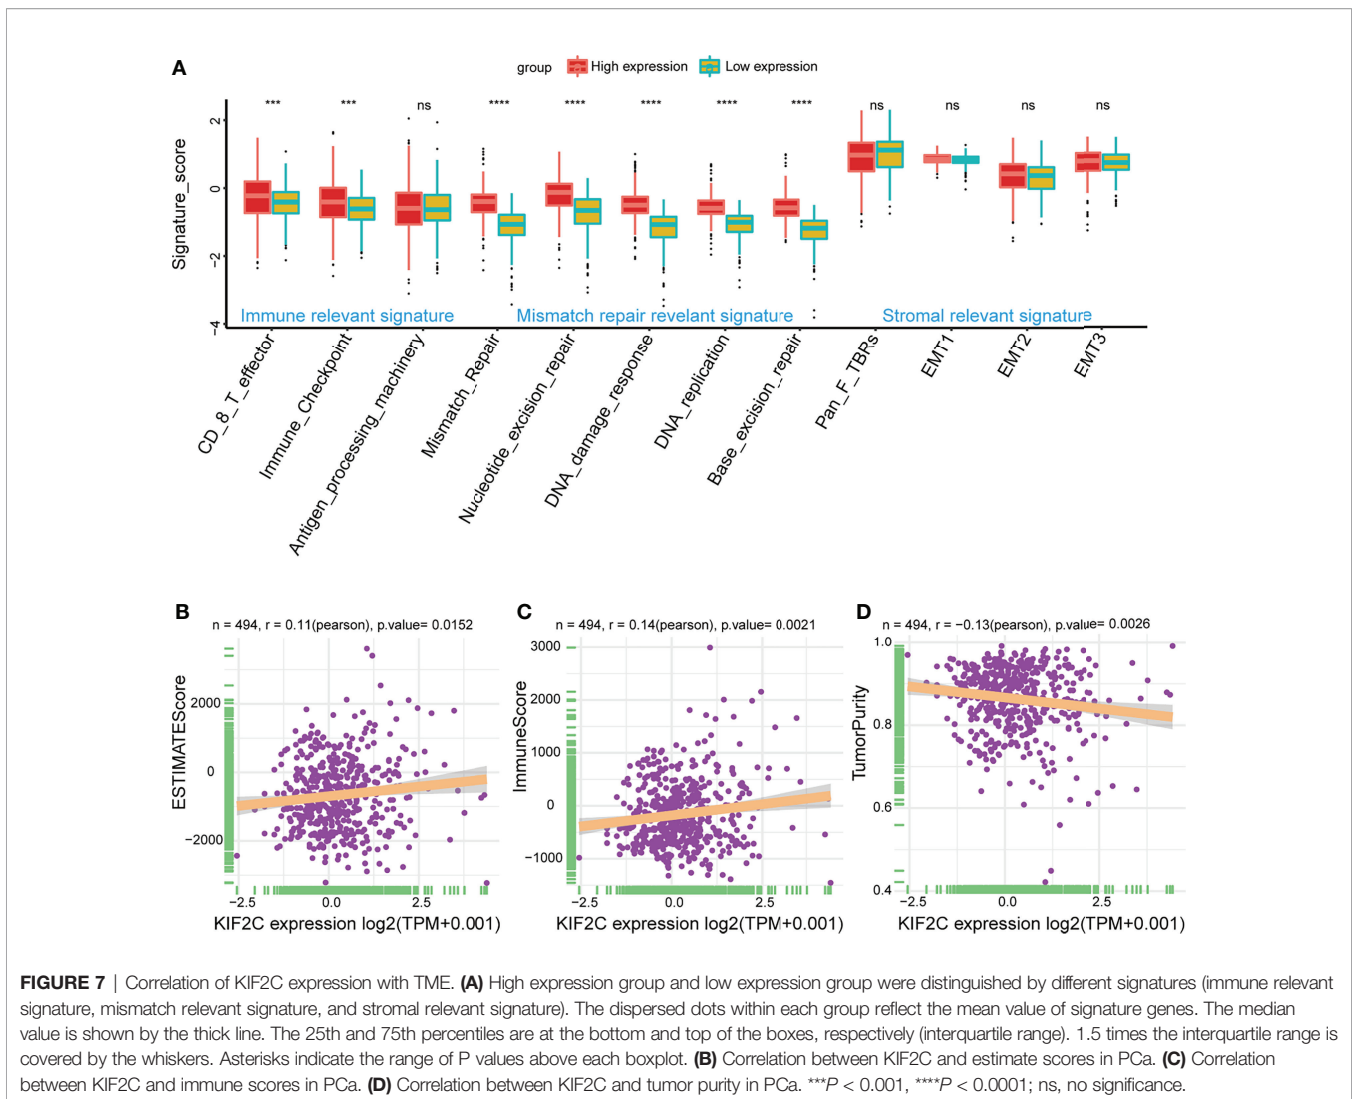 A
group High expression Low expression
*** *** ns **** **** **** **** **** ns ns ns ns
Signature_score
2
0
−2
−4
Immune relevant signature Mismatch repair revelant signature Stromal relevant signature
CD_8_T_effector
Immune_Checkpoint
Antigen_processing_machinery
Mismatch_Repair
Nucleotide_excision_repair
DNA_damage_response
DNA_replication
Base_excision_repair
Pan_F_TBRs
EMT1
EMT2
EMT3
B
n = 494, r = 0.11(pearson), p.value= 0.0152
ESTIMATEScore
2000
0
−2000
−2.5 0.0 2.5
KIF2C expression log2(TPM+0.001)
C
n = 494, r = 0.14(pearson), p.value= 0.0021
ImmuneScore
3000
2000
1000
0
−1000
−2.5 0.0 2.5
KIF2C expression log2(TPM+0.001)
D
n = 494, r = −0.13(pearson), p.value= 0.0026
TumorPurity
1.0
0.8
0.6
0.4
−2.5 0.0 2.5
KIF2C expression log2(TPM+0.001)
FIGURE 7 | Correlation of KIF2C expression with TME. (A) High expression group and low expression group were distinguished by different signatures (immune relevant
signature, mismatch relevant signature, and stromal relevant signature). The dispersed dots within each group reflect the mean value of signature genes. The median
value is shown by the thick line. The 25th and 75th percentiles are at the bottom and top of the boxes, respectively (interquartile range). 1.5 times the interquartile range is
covered by the whiskers. Asterisks indicate the range of P values above each boxplot. (B) Correlation between KIF2C and estimate scores in PCa. (C) Correlation
between KIF2C and immune scores in PCa. (D) Correlation between KIF2C and tumor purity in PCa. ***P < 0.001, ****P < 0.0001; ns, no significance.